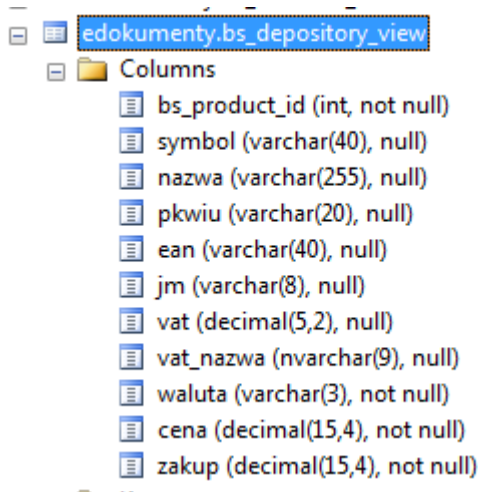 edokumenty.bs_depository_view
Columns
bs_product_id (int, not null)
symbol (varchar(40), null)
nazwa (varchar(255), null)
pkwiu (varchar(20), null)
ean (varchar(40), null)
jm (varchar(8), null)
vat (decimal(5,2), null)
vat_nazwa (nvarchar(9), null)
waluta (varchar(3), not null)
cena (decimal(15,4), not null)
zakup (decimal(15,4), not null)